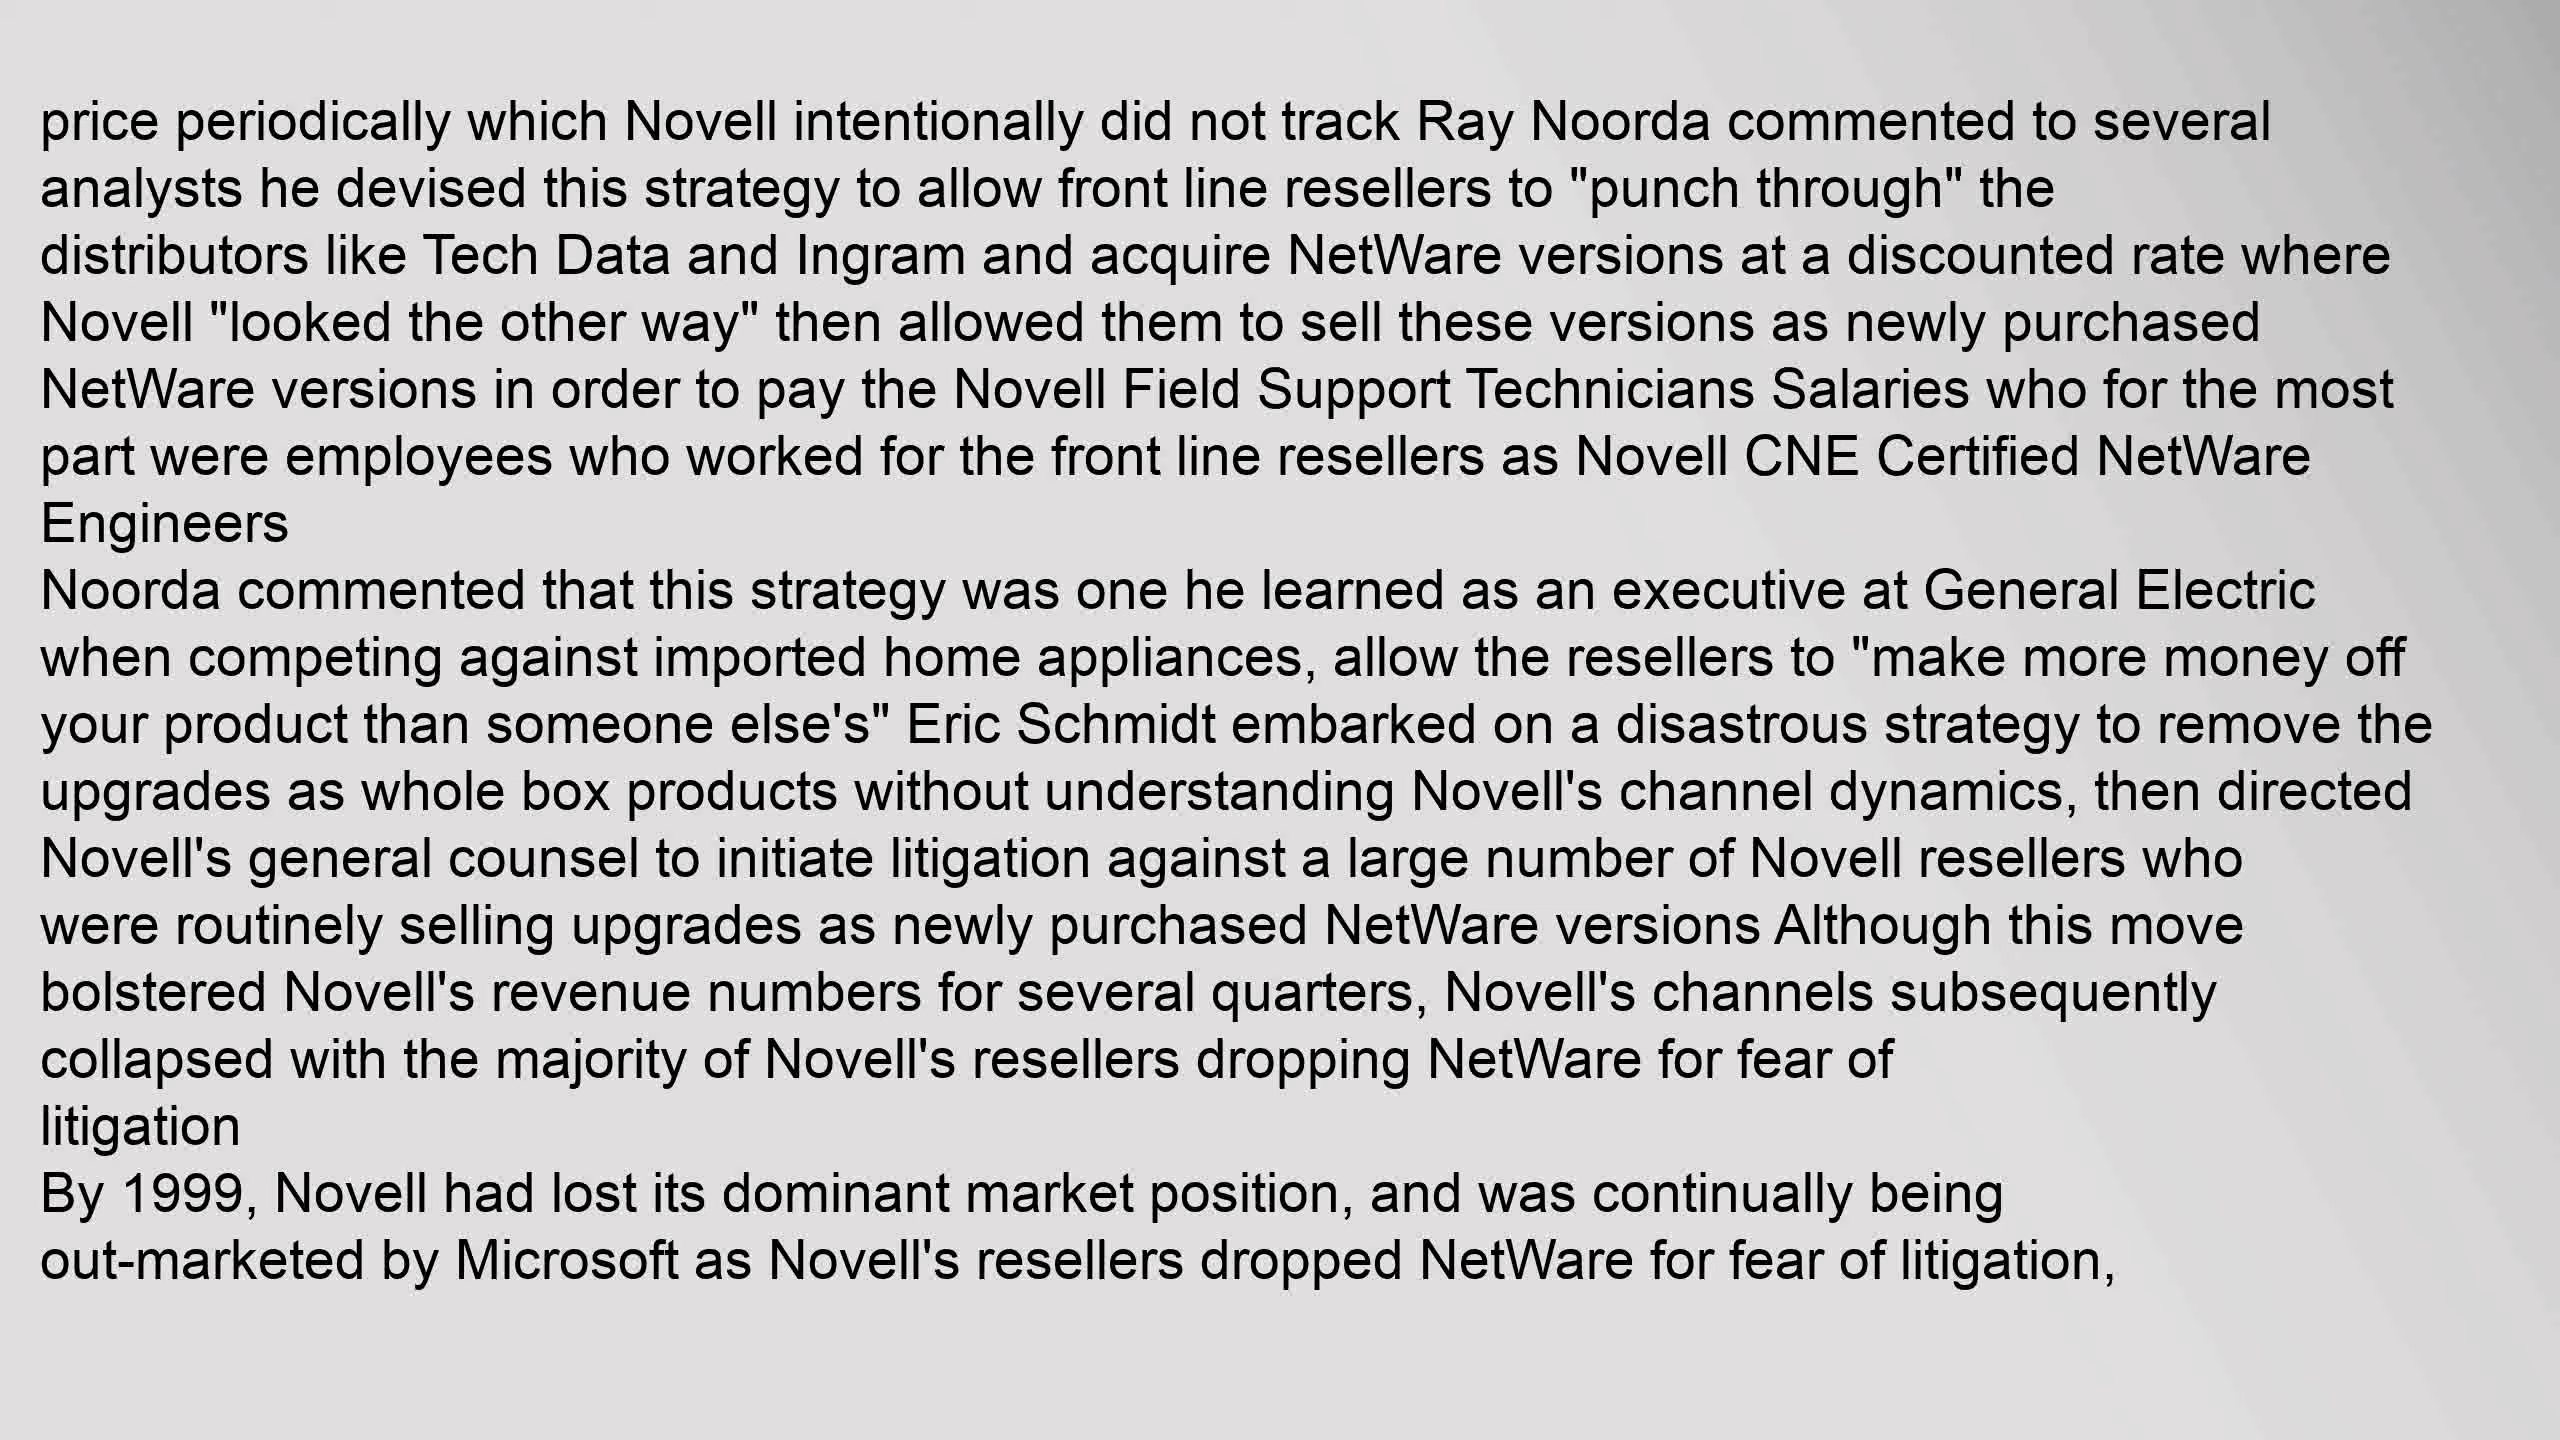 price periodically which Novell intentionally did not track Ray Noorda commented to several
analysts he devised this strategy to allow front line resellers to "punch through" the
distributors like Tech Data and Ingram and acquire NetWare versions at a discounted rate where
Novell "looked the other way" then allowed them to sell these versions as newly purchased
NetWare versions in order to pay the Novell Field Support Technicians Salaries who for the most
part were employees who worked for the front line resellers as Novell CNE Certified NetWare
Engineers
Noorda commented that this strategy was one he learned as an executive at General Electric
when competing against imported home appliances, allow the resellers to "make more money off
your product than someone else's" Eric Schmidt embarked on a disastrous strategy to remove the
upgrades as whole box products without understanding Novell's channel dynamics, then directed
Novell's general counsel to initiate litigation against a large number of Novell resellers who
were routinely selling upgrades as newly purchased NetWare versions Although this move
bolstered Novell's revenue numbers for several quarters, Novell's channels subsequently
collapsed with the majority of Novell's resellers dropping NetWare for fear of
litigation
By 1999, Novell had lost its dominant market position, and was continually being
out-marketed by Microsoft as Novell's resellers dropped NetWare for fear of litigation,